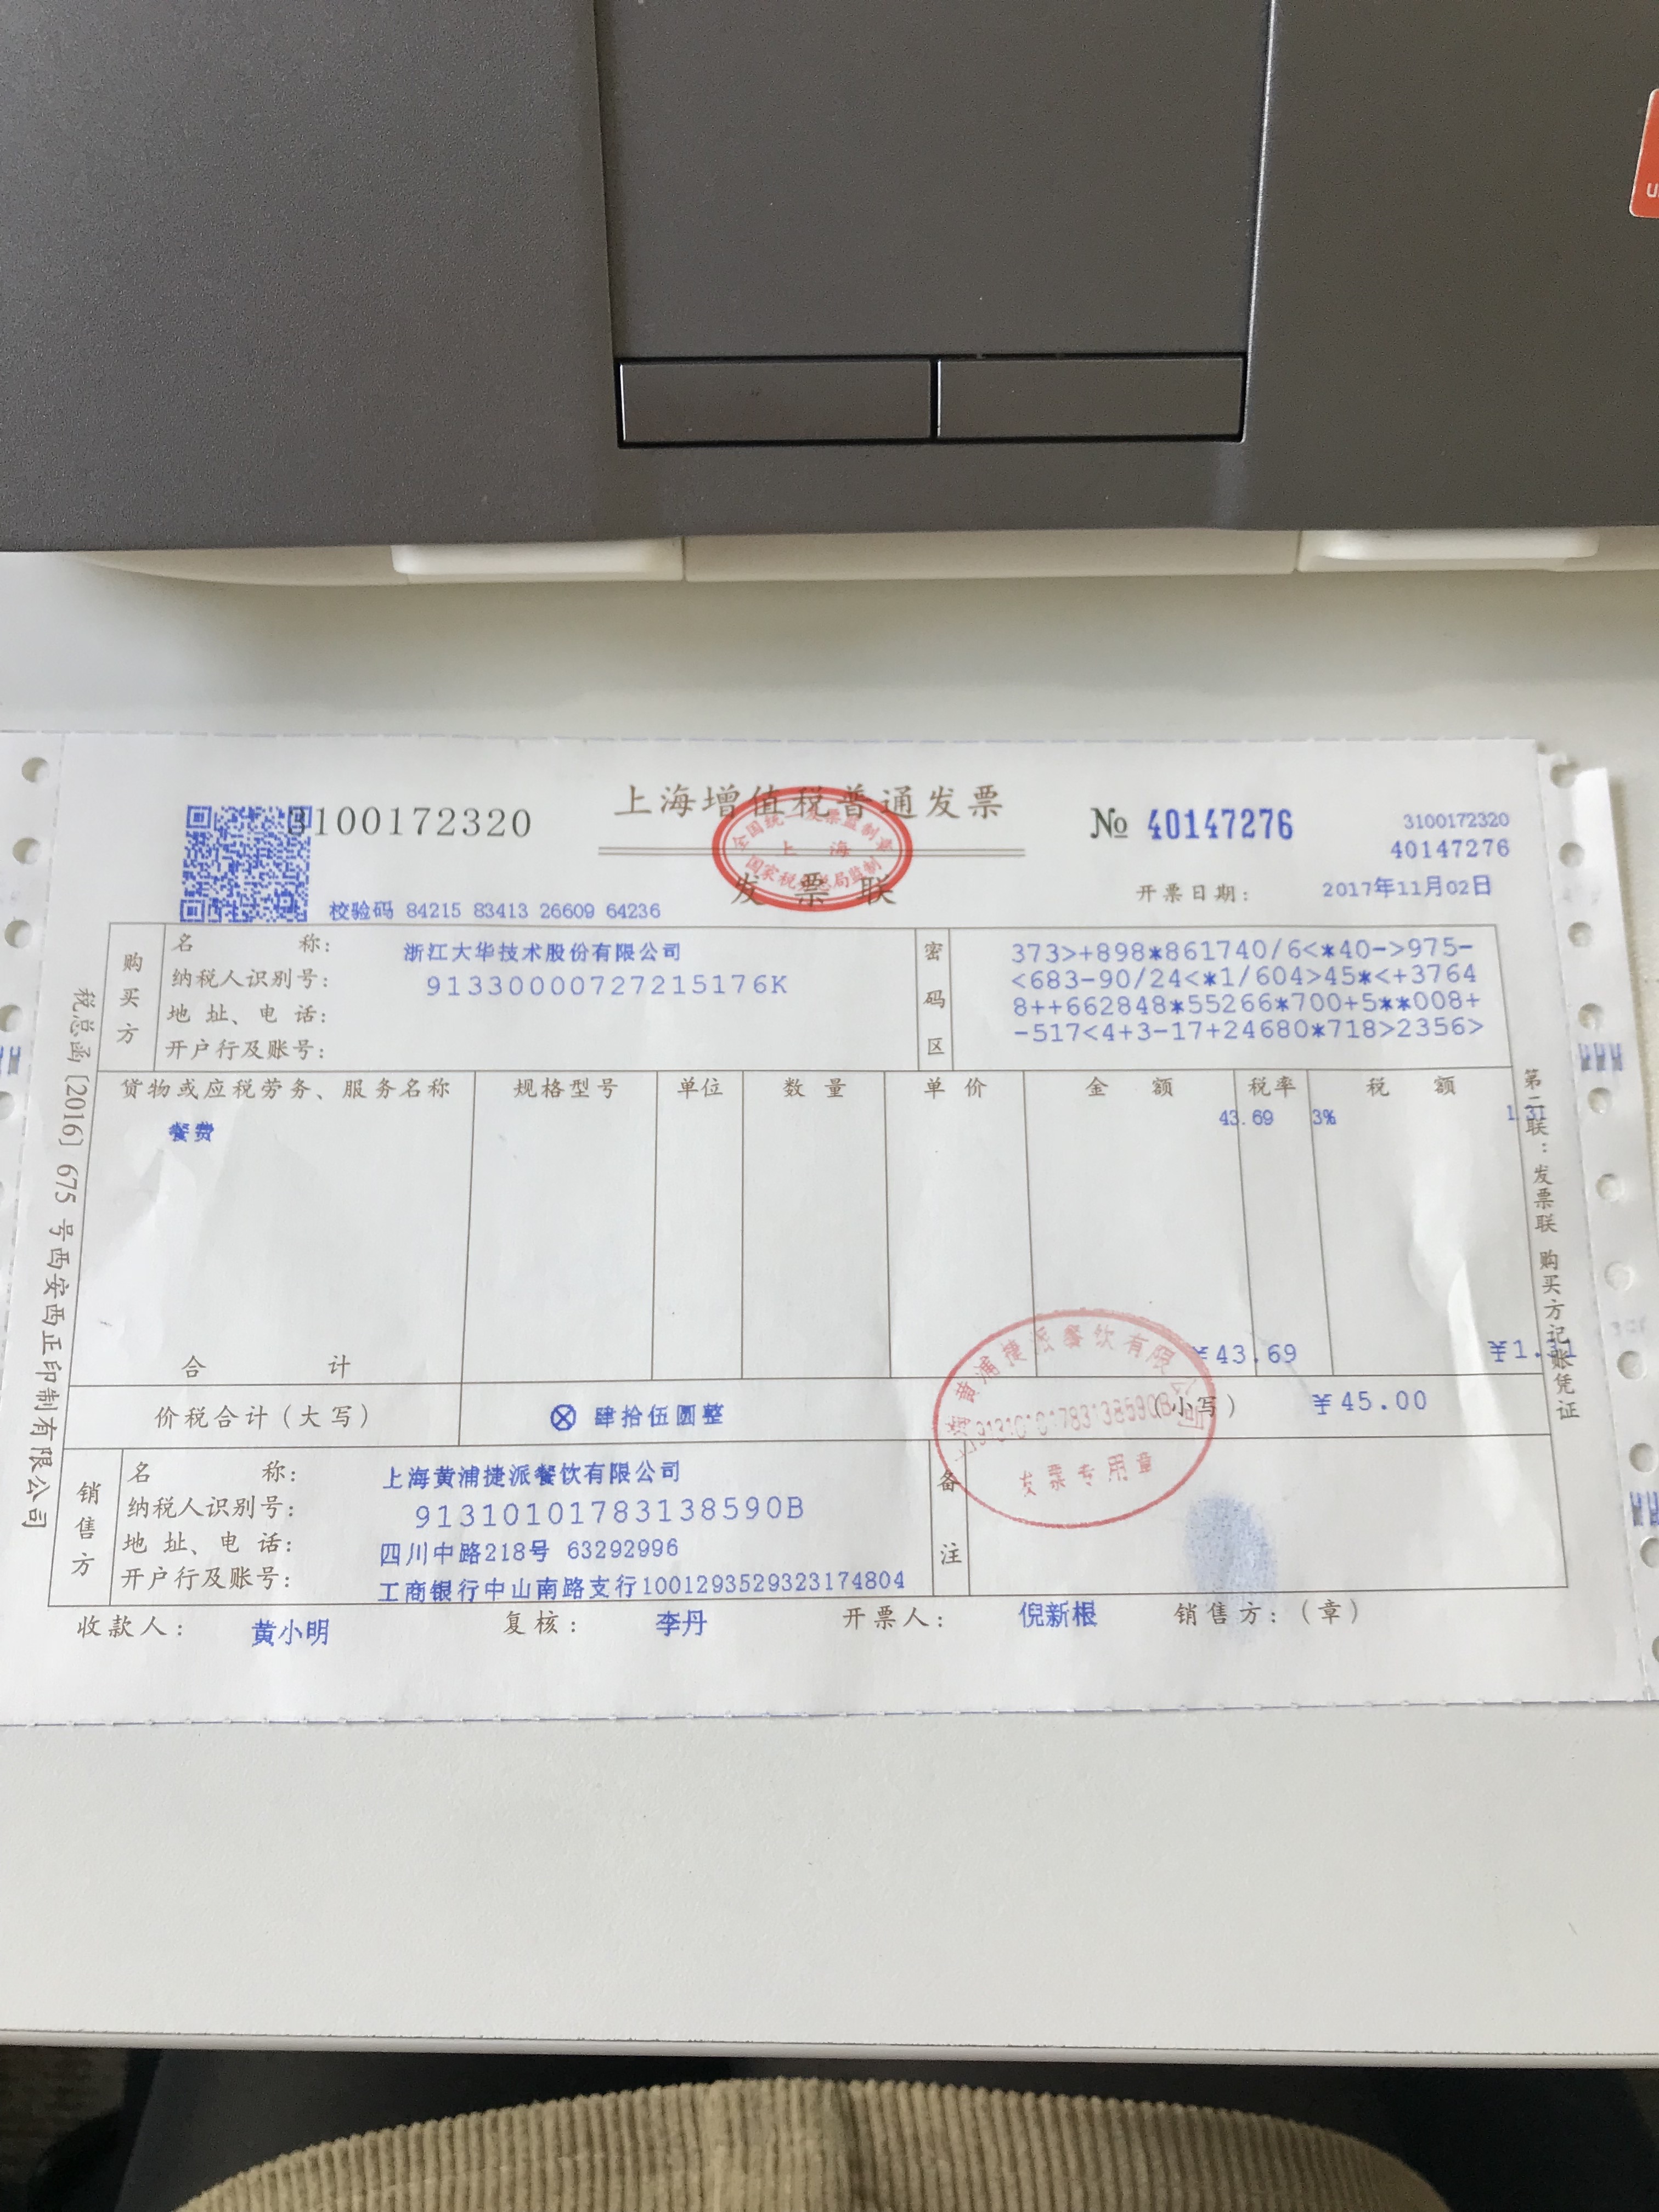 上海增值税普通发票
3100172320
№ 40147276
3100172320
40147276
全国统一发票监制章
上海
国家税务总局监制
发票联
开票日期: 2017年11月02日
校验码 84215 83413 26609 64236
购买方
名称: 浙江大华技术股份有限公司
纳税人识别号: 91330000727215176K
地址、电话:
开户行及账号:
密码区
373>+898*861740/6<*40->975-
<683-90/24<*1/604>45*<+3764
8++662848*55266*700+5**008+
-517<4+3-17+24680*718>2356>
货物或应税劳务、服务名称 规格型号 单位 数量 单价 金额 税率 税额
餐费 43.69 3% 1.31
合计 ¥43.69 ¥1.31
价税合计(大写) ⊗ 肆拾伍圆整 (小写) ¥45.00
销售方
名称: 上海黄浦捷派餐饮有限公司
纳税人识别号: 91310101783138590B
地址、电话: 四川中路218号 63292996
开户行及账号: 工商银行中山南路支行1001293529323174804
备注
上海黄浦捷派餐饮有限公司
91310101783138590B
发票专用章
收款人: 黄小明 复核: 李丹 开票人: 倪新根 销售方:(章)
税总函[2016]675号西安西正印制有限公司
第二联:发票联 购买方记账凭证